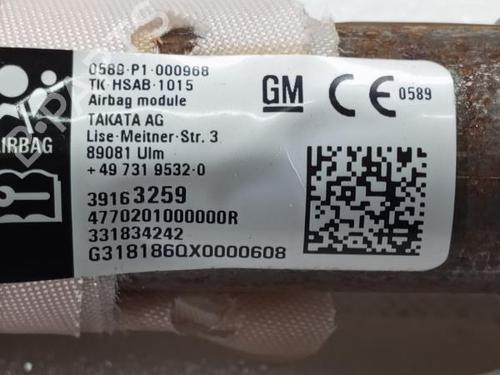 0589-P1-000968
TK-HSAB-1015
Airbag module
TAKATA AG
Lise-Meitner-Str. 3
89081 Ulm
+49 731 9532-0
39163259
4770201000000R
331834242
G318186QX0000608
GM
CE 0589
AIRBAG